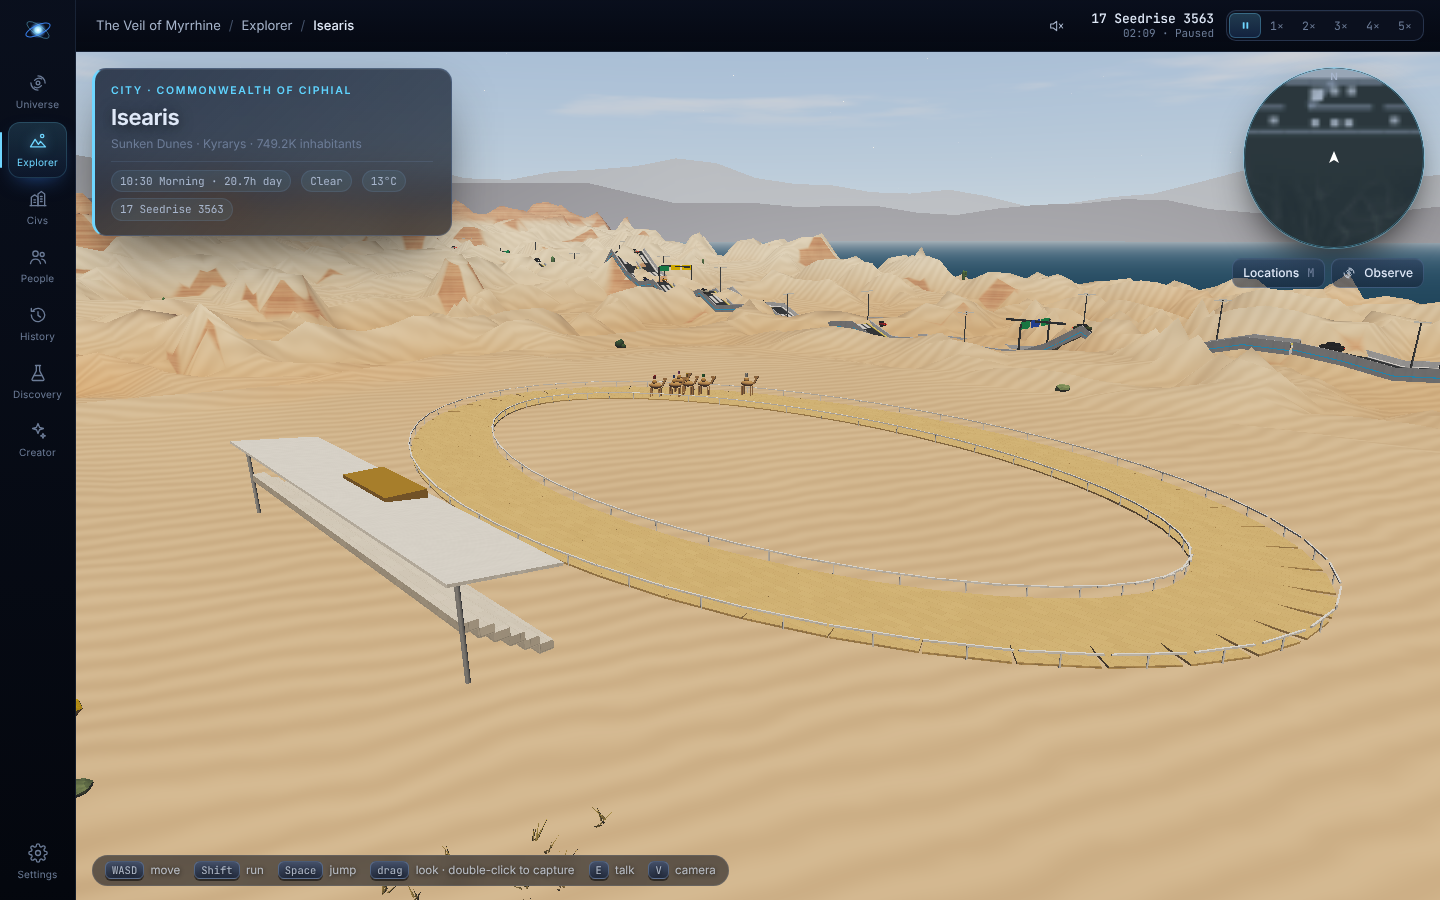 The Veil of Myrrhine / Explorer / Isearis
17 Seedrise 3563
02:09 · Paused
1× 2× 3× 4× 5×
Universe
Explorer
Civs
People
History
Discovery
Creator
Settings
CITY · COMMONWEALTH OF CIPHIAL
Isearis
Sunken Dunes · Kyrarys · 749.2K inhabitants
10:30 Morning · 20.7h day Clear 13°C
17 Seedrise 3563
N
Locations M Observe
WASD move Shift run Space jump drag look · double-click to capture E talk V camera